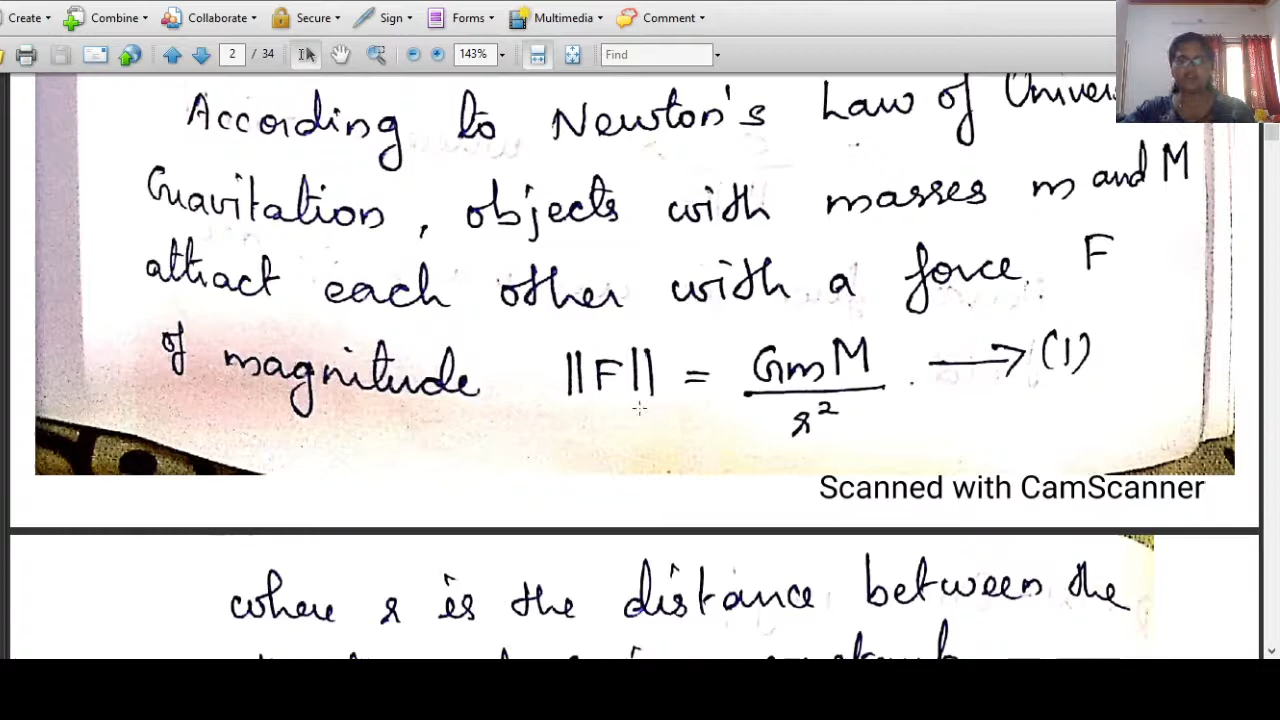 Create Combine Collaborate Secure Sign Forms Multimedia Comment
2 / 34 143% Find
According to Newton's Law of
Gravitation, objects with masses m and M
attract each other with a force F
of magnitude ||F|| = GmM / r² ⟶ (1)
Scanned with CamScanner
where r is the distance between the